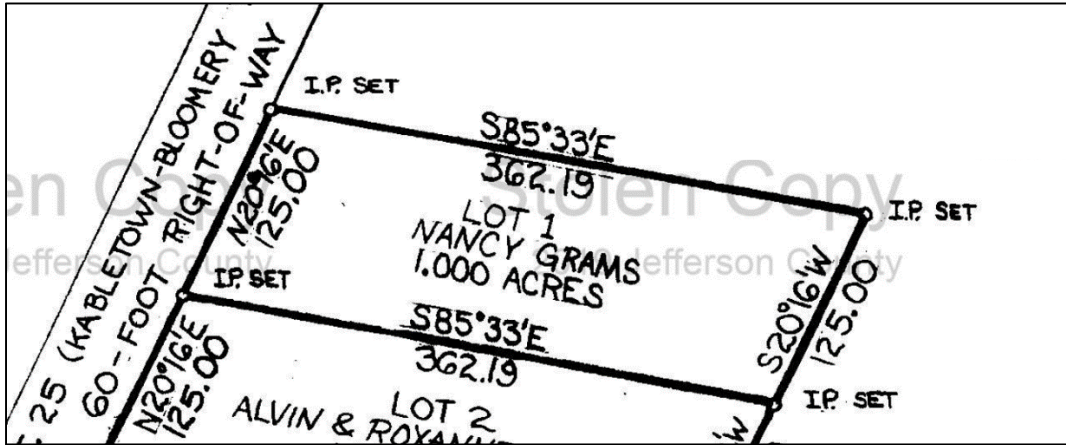 25 (KABLETOWN-BLOOMERY
60-FOOT RIGHT-OF-WAY
I.P. SET
S85°33'E
362.19
N20°16'E
125.00
LOT 1
NANCY GRAMS
1.000 ACRES
I.P. SET
S20°16'W
125.00
I.P. SET
S85°33'E
362.19
I.P. SET
N20°16'E
125.00
LOT 2
ALVIN &
en Copy
Stolen Copy
Jefferson County
Jefferson County